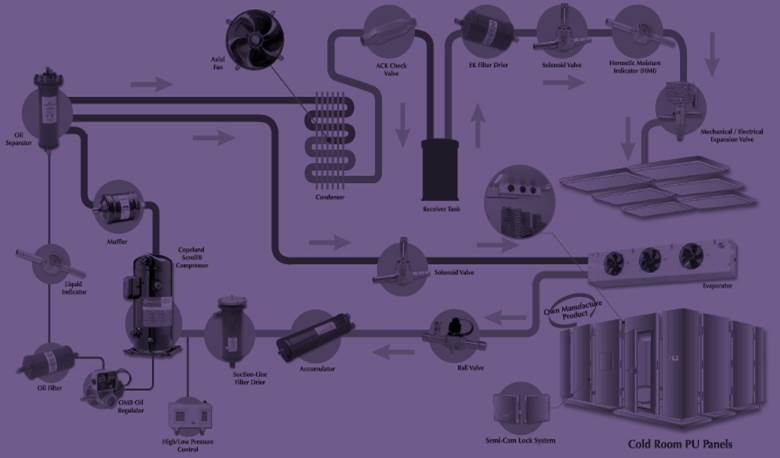 Axial
Fan
ACK Check
Valve
EK Filter Drier
Solenoid Valve
Hermetic Moisture
Indicator (HMI)
Mechanical / Electrical
Expansion Valve
Oil
Separator
Condensor
Receiver Tank
Muffler
Copeland
Scroll®
Compressor
Solonoid Valve
Evaporator
Liquid
Indicator
Own Manufacture
Product
Suction-Line
Filter Drier
Accumulator
Ball Valve
Oil Filter
OMB Oil
Regulator
High/Low Pressure
Control
Semi-Cam Lock System
Cold Room PU Panels